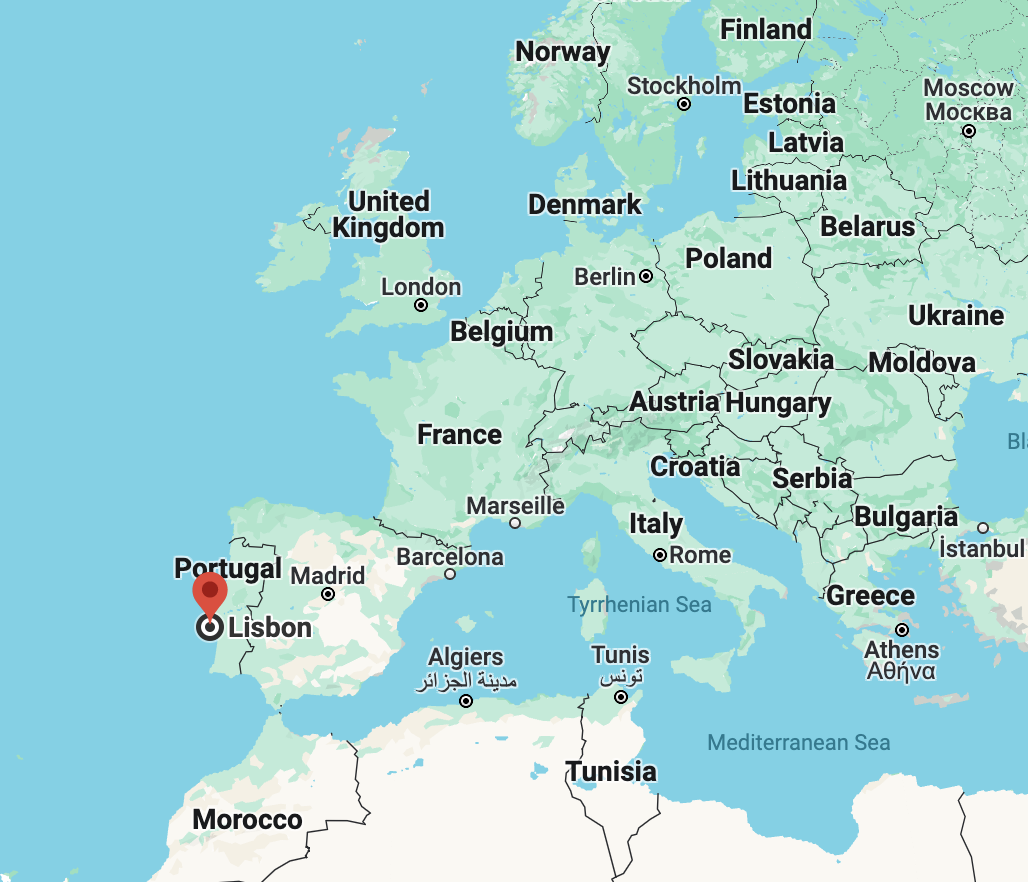 Finland
Norway
Stockholm
Moscow
Москва
Estonia
Latvia
Lithuania
United
Kingdom
Denmark
Belarus
Poland
Berlin
London
Ukraine
Belgium
Slovakia
Moldova
Austria
Hungary
France
Bl
Croatia
Serbia
Marseille
Bulgaria
Italy
İstanbul
Rome
Barcelona
Portugal
Madrid
Greece
Tyrrhenian Sea
Lisbon
Athens
Αθήνα
Algiers
مدينة الجزائر
Tunis
تونس
Mediterranean Sea
Tunisia
Morocco